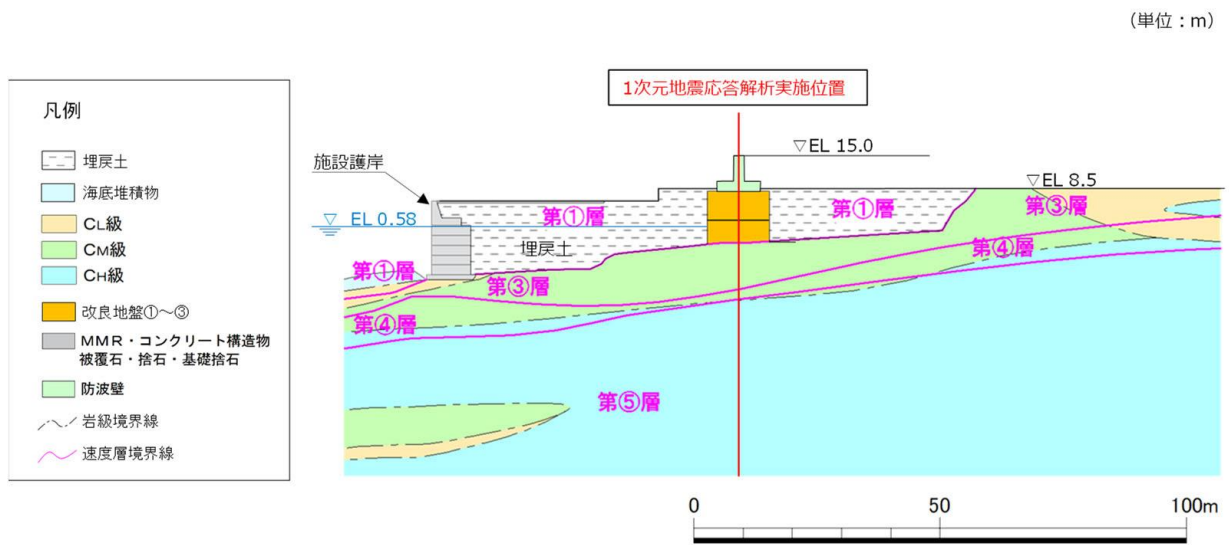 （単位：m）
1次元地震応答解析実施位置
凡例
埋戻土
海底堆積物
CL級
CM級
CH級
改良地盤①～③
MMR・コンクリート構造物
被覆石・捨石・基礎捨石
防波壁
岩級境界線
速度層境界線
施設護岸
▽EL 15.0
▽EL 8.5
▽ EL 0.58
第①層
第①層
第③層
埋戻土
第④層
第①層
第③層
第④層
第⑤層
0 50 100m